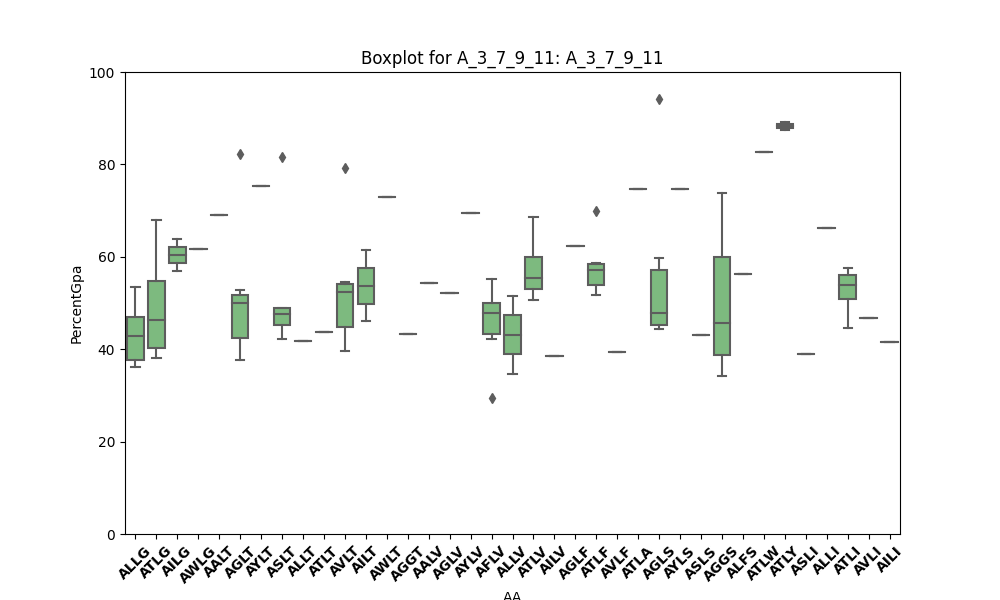 Boxplot for A_3_7_9_11: A_3_7_9_11
PercentGpa
100
80
60
40
20
0
ALLG ATLG AILG AWLG AALT AGLT AYLT ASLT ALLT ATLT AVLT AILT AWLT AGGT AALV AGLV AYLV AFLV ALLV ATLV AILV AGLF ATLF AVLF ATLA AGLS AYLS ASLS AGGS ALFS ATLW ATLY ASLI ALLI ATLI AVLI AILI
AA